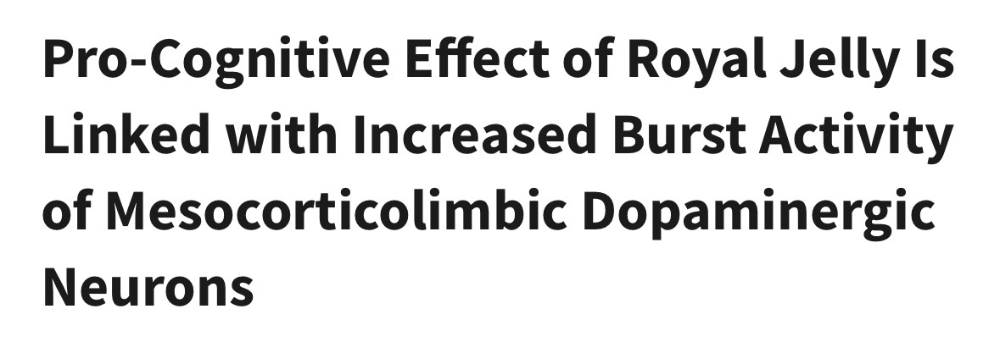 Pro-Cognitive Effect of Royal Jelly Is
Linked with Increased Burst Activity
of Mesocorticolimbic Dopaminergic
Neurons